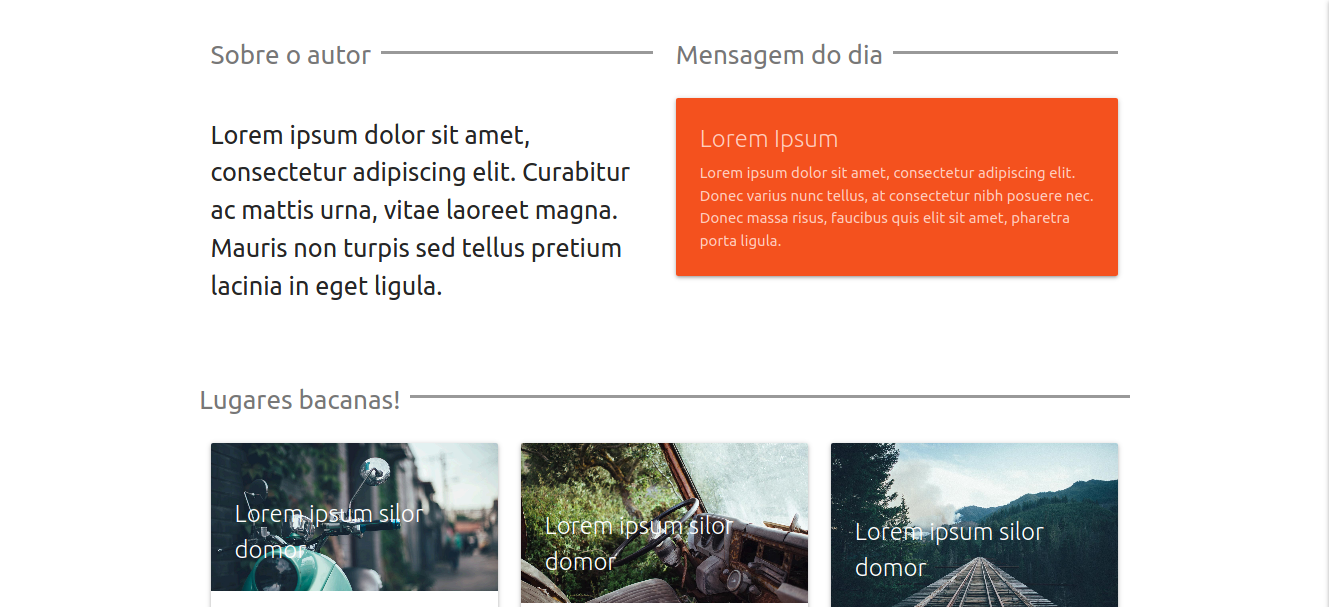 Sobre o autor
Lorem ipsum dolor sit amet,
consectetur adipiscing elit. Curabitur
ac mattis urna, vitae laoreet magna.
Mauris non turpis sed tellus pretium
lacinia in eget ligula.
Mensagem do dia
Lorem Ipsum
Lorem ipsum dolor sit amet, consectetur adipiscing elit.
Donec varius nunc tellus, at consectetur nibh posuere nec.
Donec massa risus, faucibus quis elit sit amet, pharetra
porta ligula.
Lugares bacanas!
Lorem ipsum silor
domor
Lorem ipsum silor
domor
Lorem ipsum silor
domor